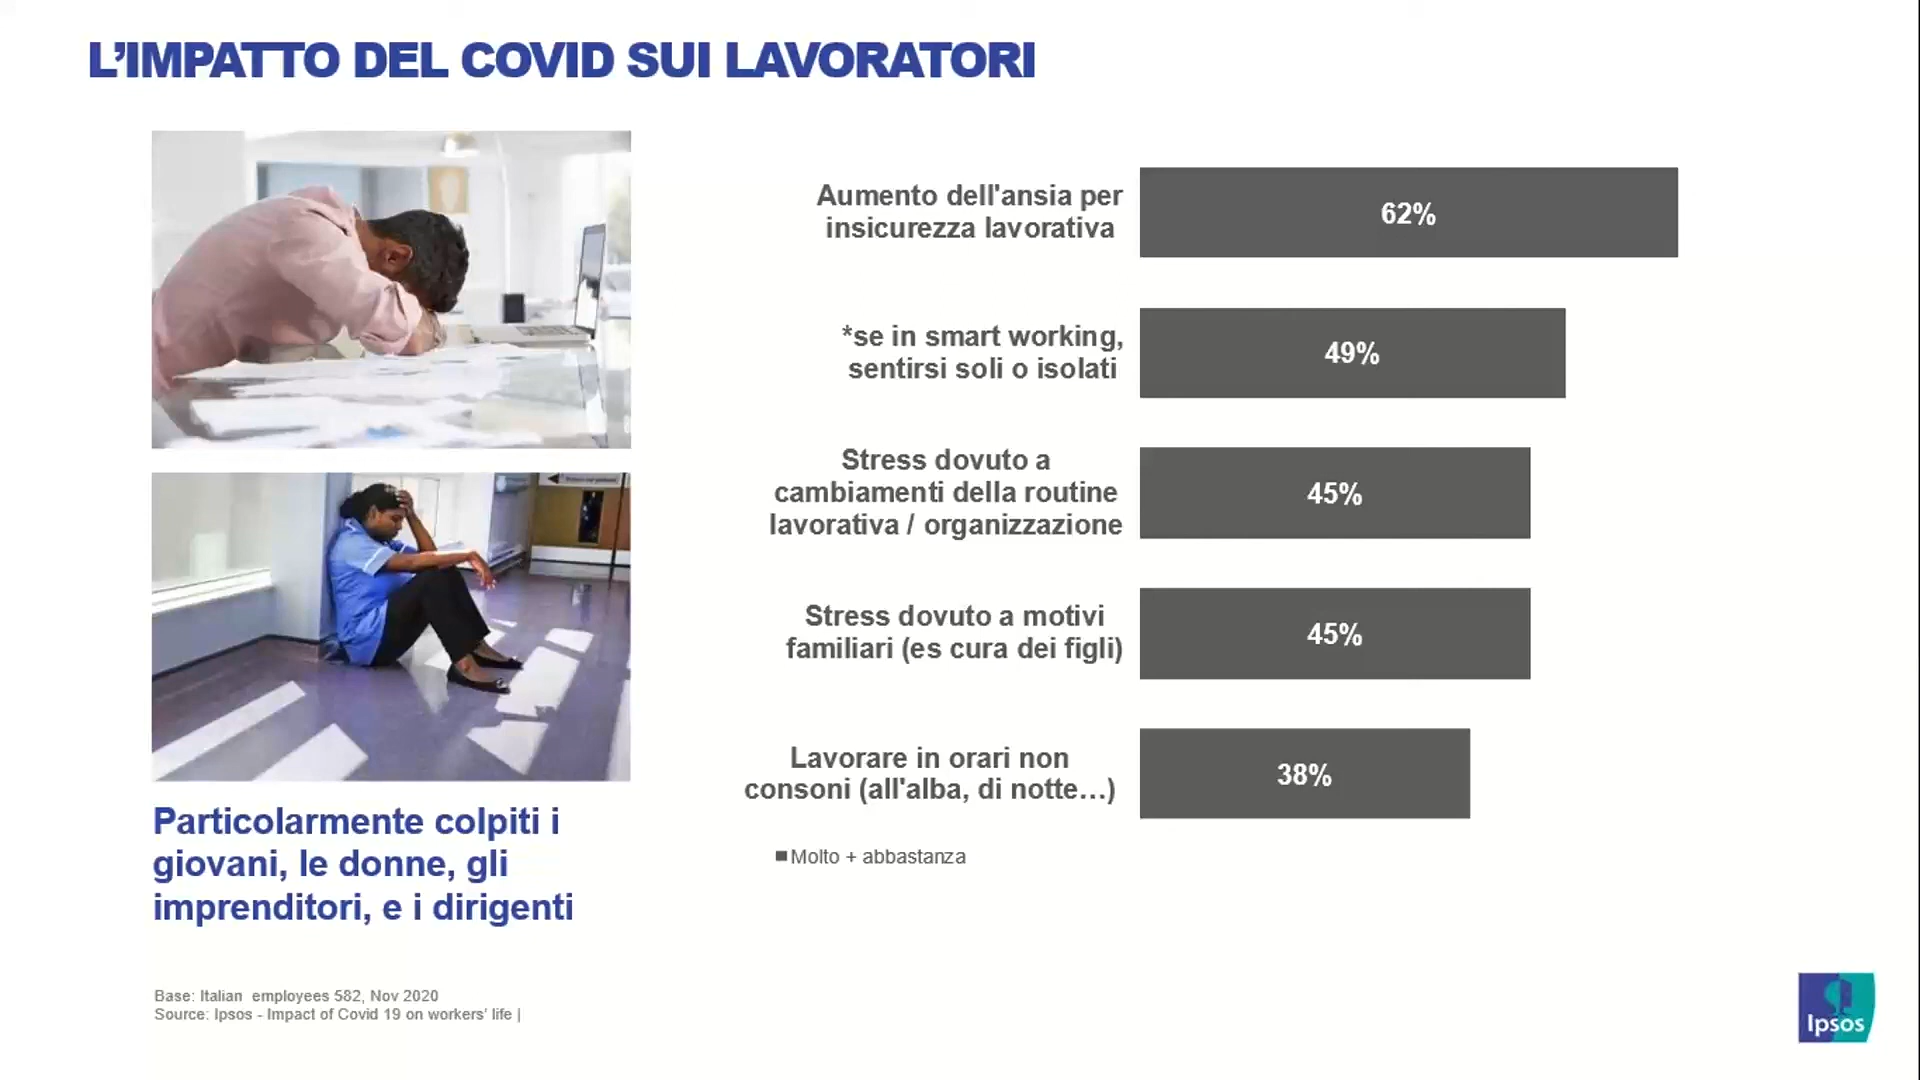 L'IMPATTO DEL COVID SUI LAVORATORI
Aumento dell'ansia per
insicurezza lavorativa
62%
*se in smart working,
sentirsi soli o isolati
49%
Stress dovuto a
cambiamenti della routine
lavorativa / organizzazione
45%
Stress dovuto a motivi
familiari (es cura dei figli)
45%
Lavorare in orari non
consoni (all'alba, di notte…)
38%
Molto + abbastanza
Particolarmente colpiti i
giovani, le donne, gli
imprenditori, e i dirigenti
Base: Italian employees 582, Nov 2020
Source: Ipsos - Impact of Covid 19 on workers' life |
Ipsos